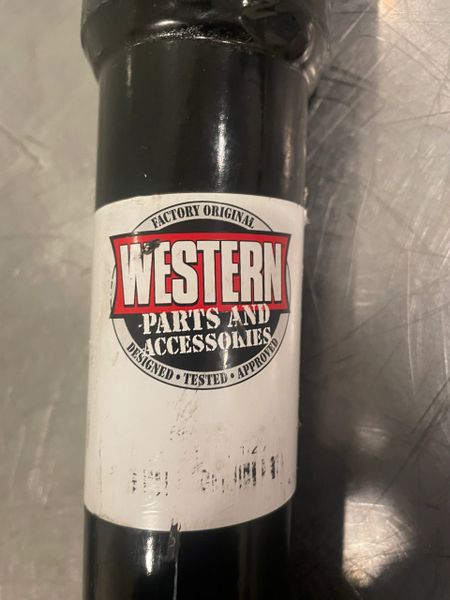 FACTORY ORIGINAL
WESTERN
PARTS AND
ACCESSORIES
DESIGNED • TESTED • APPROVED